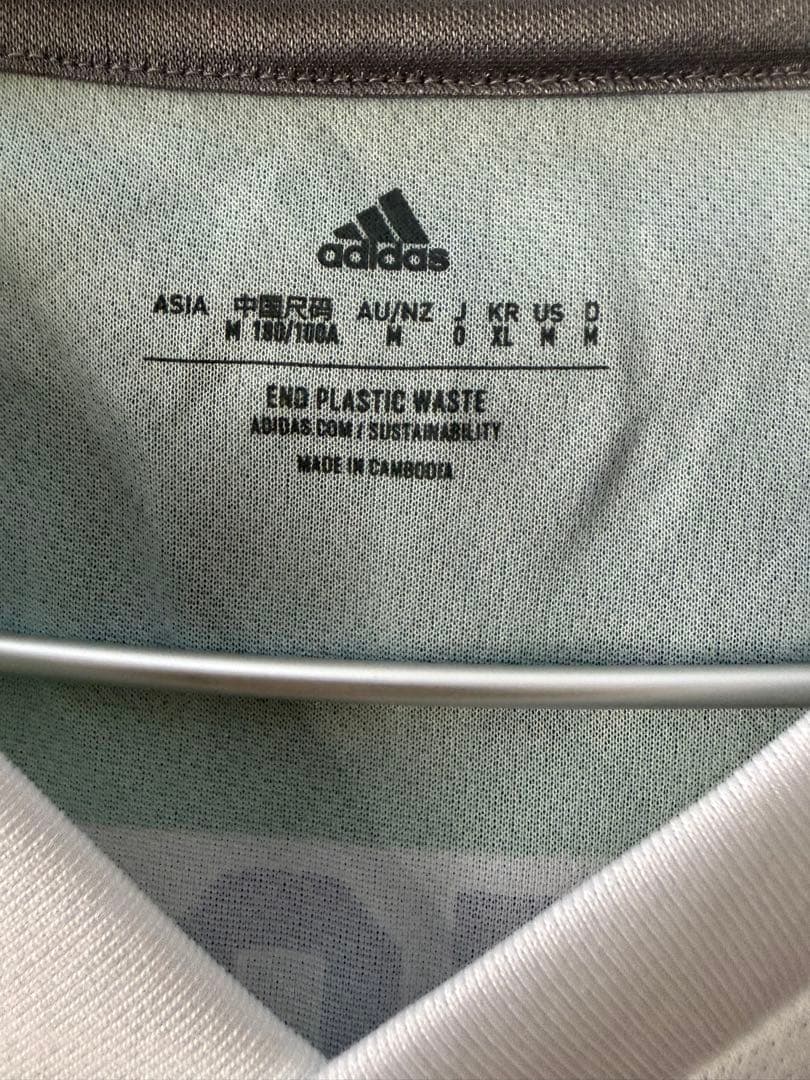 adidas
ASIA 中国尺码 AU/NZ J KR US D
M 180/100A M O XL M M
END PLASTIC WASTE
ADIDAS.COM / SUSTAINABILITY
MADE IN CAMBODIA